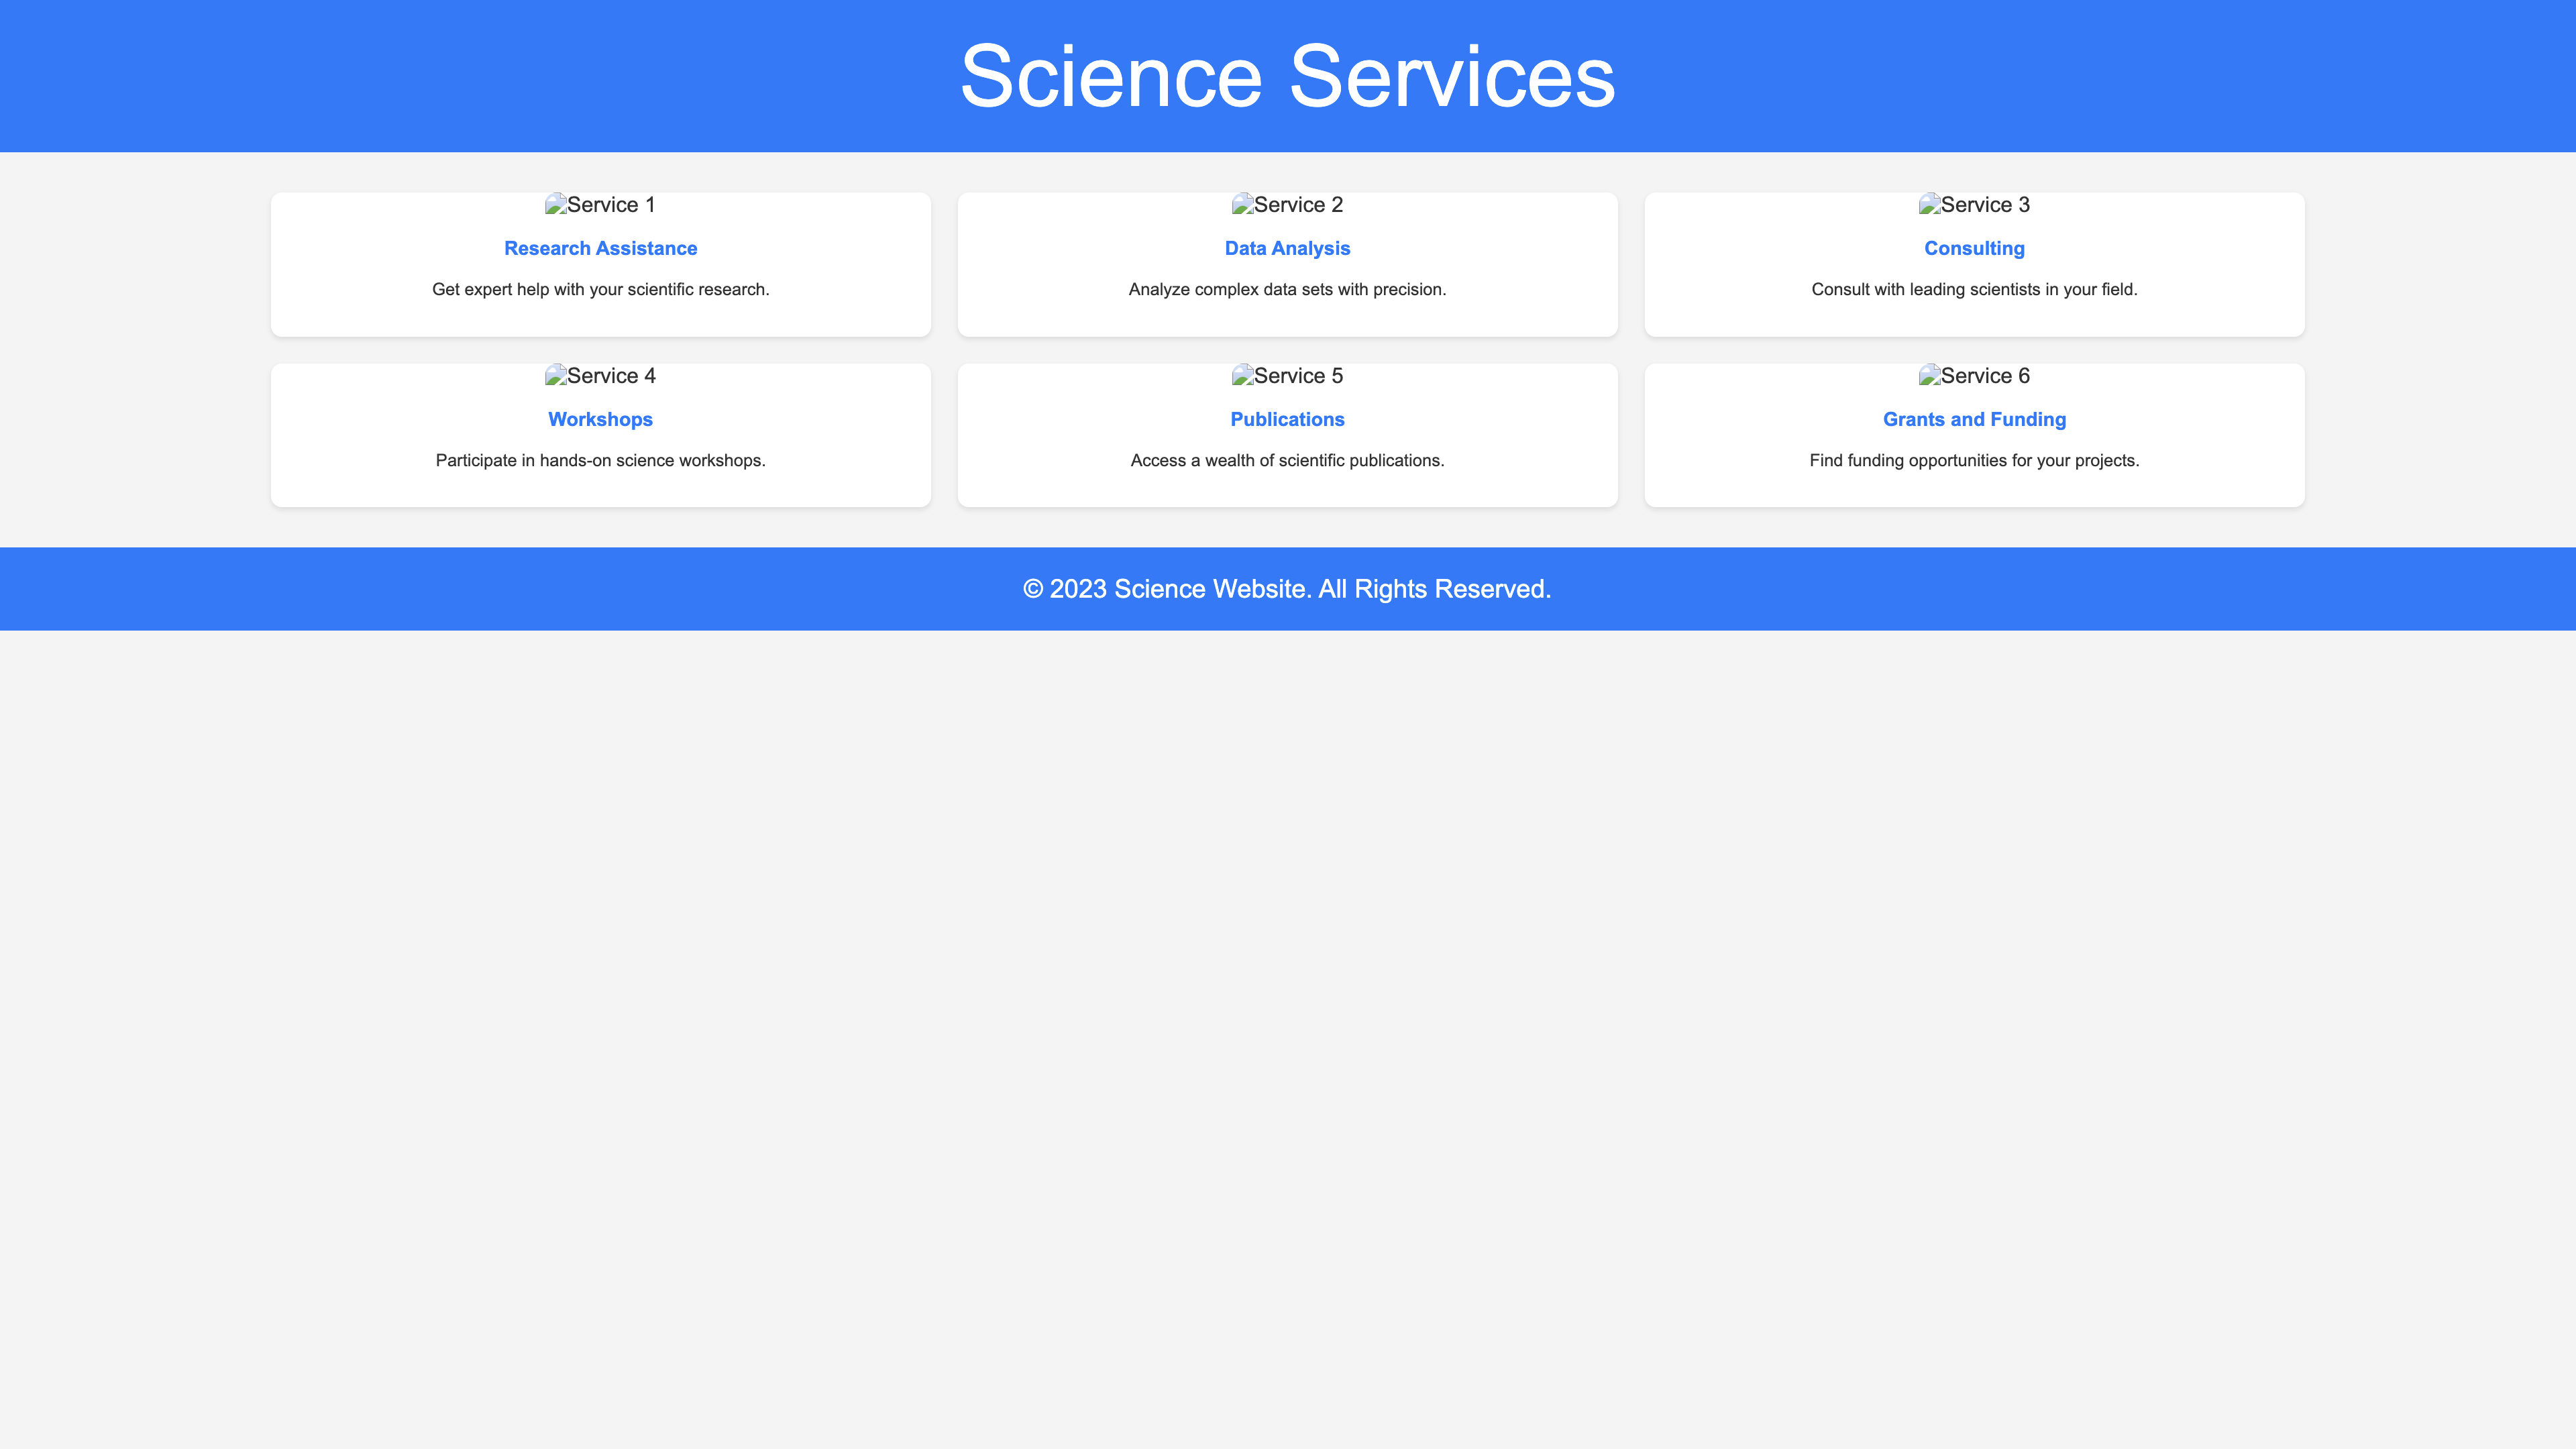 Science Services
Service 1
Service 2
Service 3
Research Assistance
Data Analysis
Consulting
Get expert help with your scientific research.
Analyze complex data sets with precision.
Consult with leading scientists in your field.
Service 4
Service 5
Service 6
Workshops
Publications
Grants and Funding
Participate in hands-on science workshops.
Access a wealth of scientific publications.
Find funding opportunities for your projects.
© 2023 Science Website. All Rights Reserved.